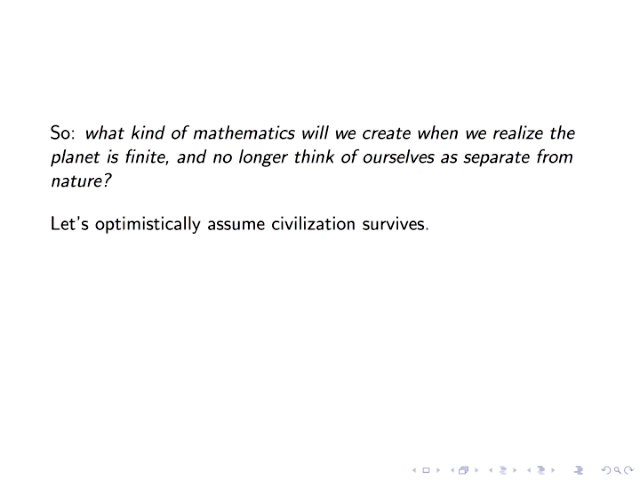 So: what kind of mathematics will we create when we realize the
planet is finite, and no longer think of ourselves as separate from
nature?
Let's optimistically assume civilization survives.